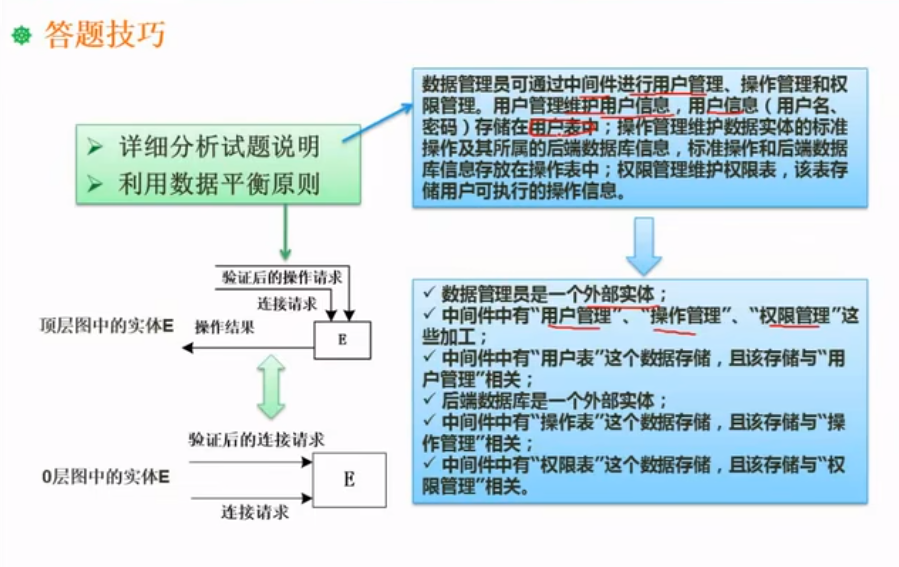 答题技巧
详细分析试题说明
利用数据平衡原则
数据管理员可通过中间件进行用户管理、操作管理和权
限管理。用户管理维护用户信息，用户信息（用户名、
密码）存储在用户表中；操作管理维护数据实体的标准
操作及其所属的后端数据库信息，标准操作和后端数据
库信息存放在操作表中；权限管理维护权限表，该表存
储用户可执行的操作信息。
✓ 数据管理员是一个外部实体；
✓ 中间件中有“用户管理”、“操作管理”、“权限管理”这
些加工；
✓ 中间件中有“用户表”这个数据存储，且该存储与“用
户管理”相关；
✓ 后端数据库是一个外部实体；
✓ 中间件中有“操作表”这个数据存储，且该存储与“操
作管理”相关；
✓ 中间件中有“权限表”这个数据存储，且该存储与“权
限管理”相关。
验证后的操作请求
连接请求
顶层图中的实体E
操作结果
E
验证后的连接请求
0层图中的实体E
E
连接请求